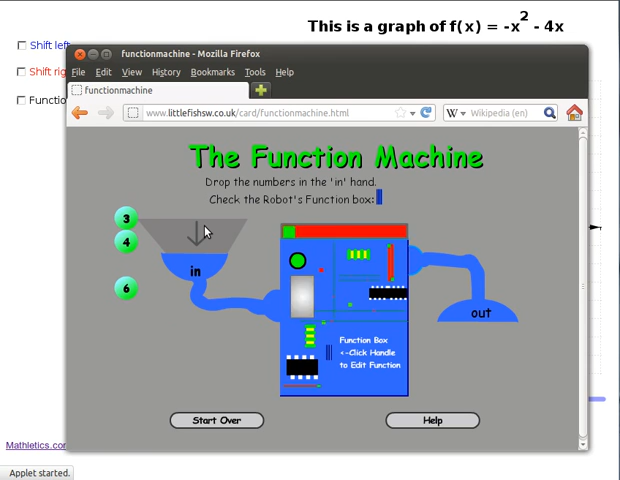 This is a graph of f(x) = -x² - 4x
Shift left
Shift rig
Functio
functionmachine - Mozilla Firefox
File Edit View History Bookmarks Tools Help
functionmachine
www.littlefishsw.co.uk/card/functionmachine.html
W Wikipedia (en)
The Function Machine
Drop the numbers in the 'in' hand.
Check the Robot's Function box:
3
4
6
in
out
Function Box
<-Click Handle
to Edit Function
Start Over
Help
Mathletics.cor
Applet started.